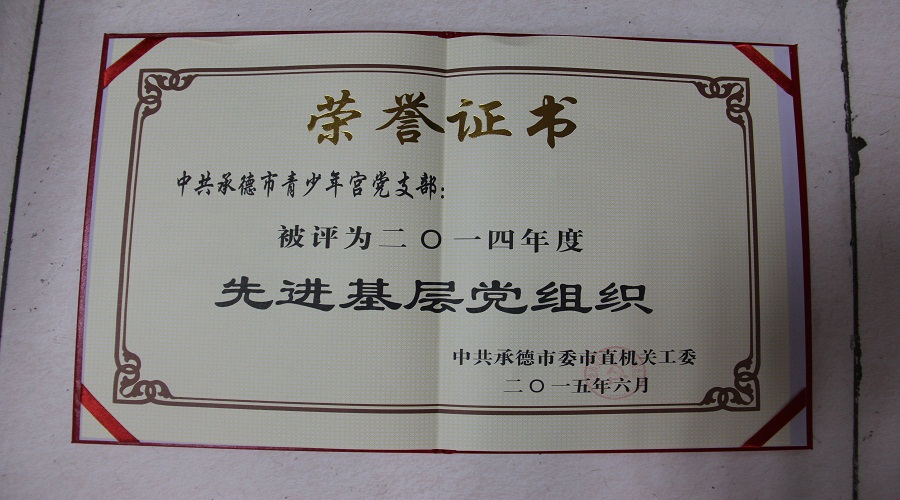 荣誉证书
中共承德市青少年宫党支部：
被评为二〇一四年度
先进基层党组织
中共承德市委市直机关工委
二〇一五年六月